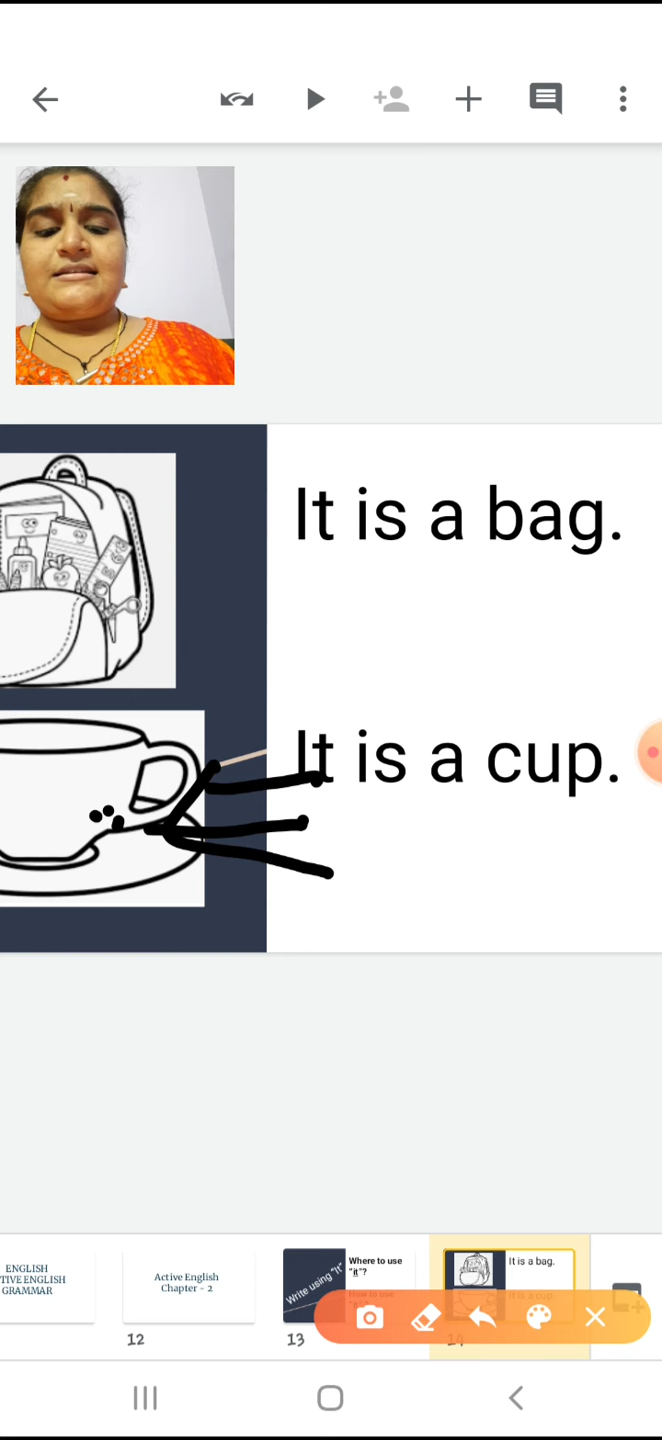 It is a bag.
It is a cup.
ENGLISH
TIVE ENGLISH
GRAMMAR
Active English
Chapter - 2
Write using "It"
Where to use
"it"?
It is a bag.
12
13
14